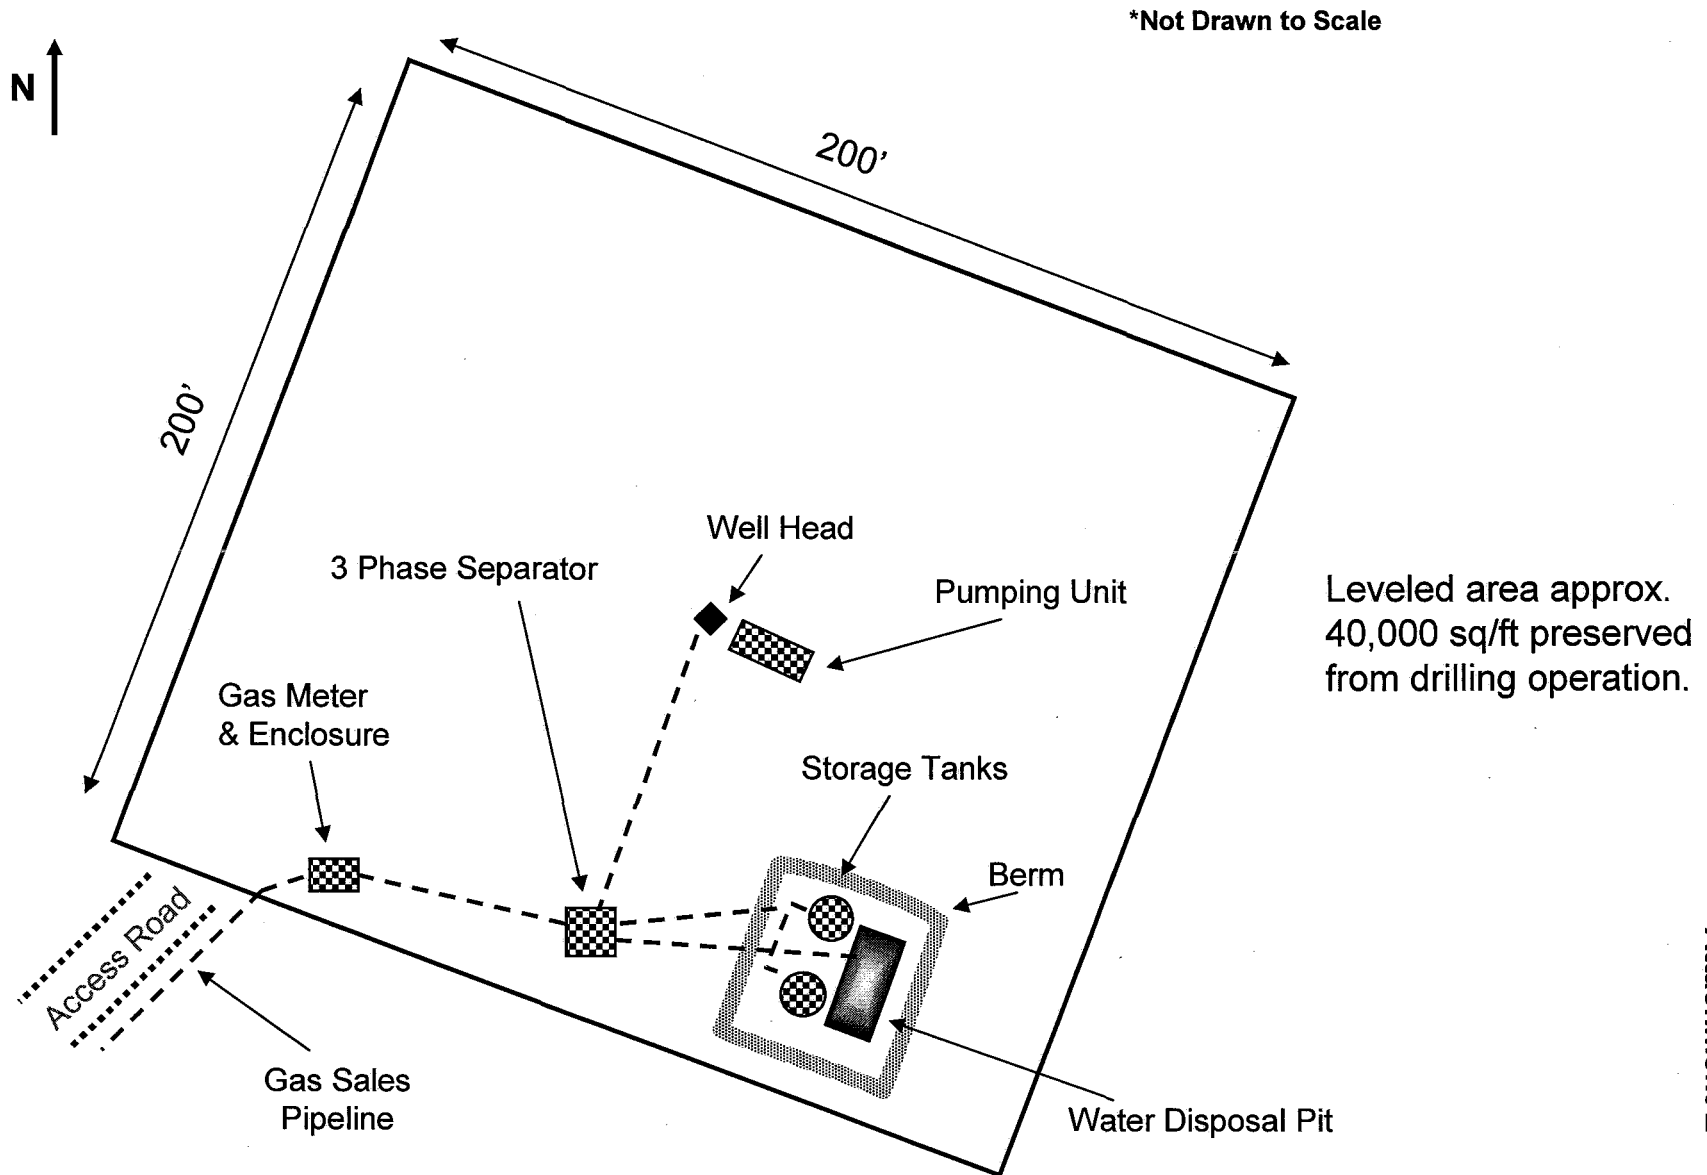 *Not Drawn to Scale
N
200’
200’
Well Head
3 Phase Separator
Pumping Unit
Leveled area approx.
40,000 sq/ft preserved
from drilling operation.
Gas Meter
& Enclosure
Storage Tanks
Berm
Access Road
Gas Sales
Pipeline
Water Disposal Pit